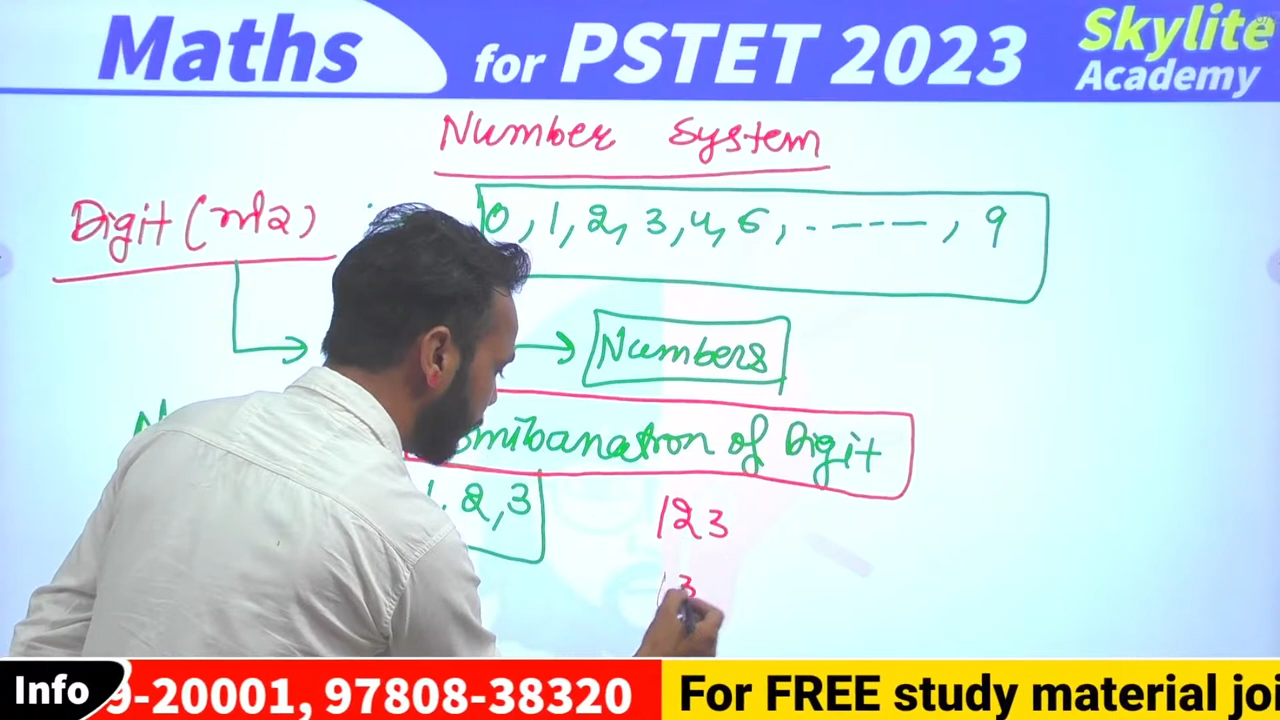 Maths for PSTET 2023
Skylite
Academy
Number System
Digit (ਅੰਕ) 0, 1, 2, 3, 4, 6, . ----, 9
Numbers
of Digit
2, 3
123
13
Info 9-20001, 97808-38320 For FREE study material joi